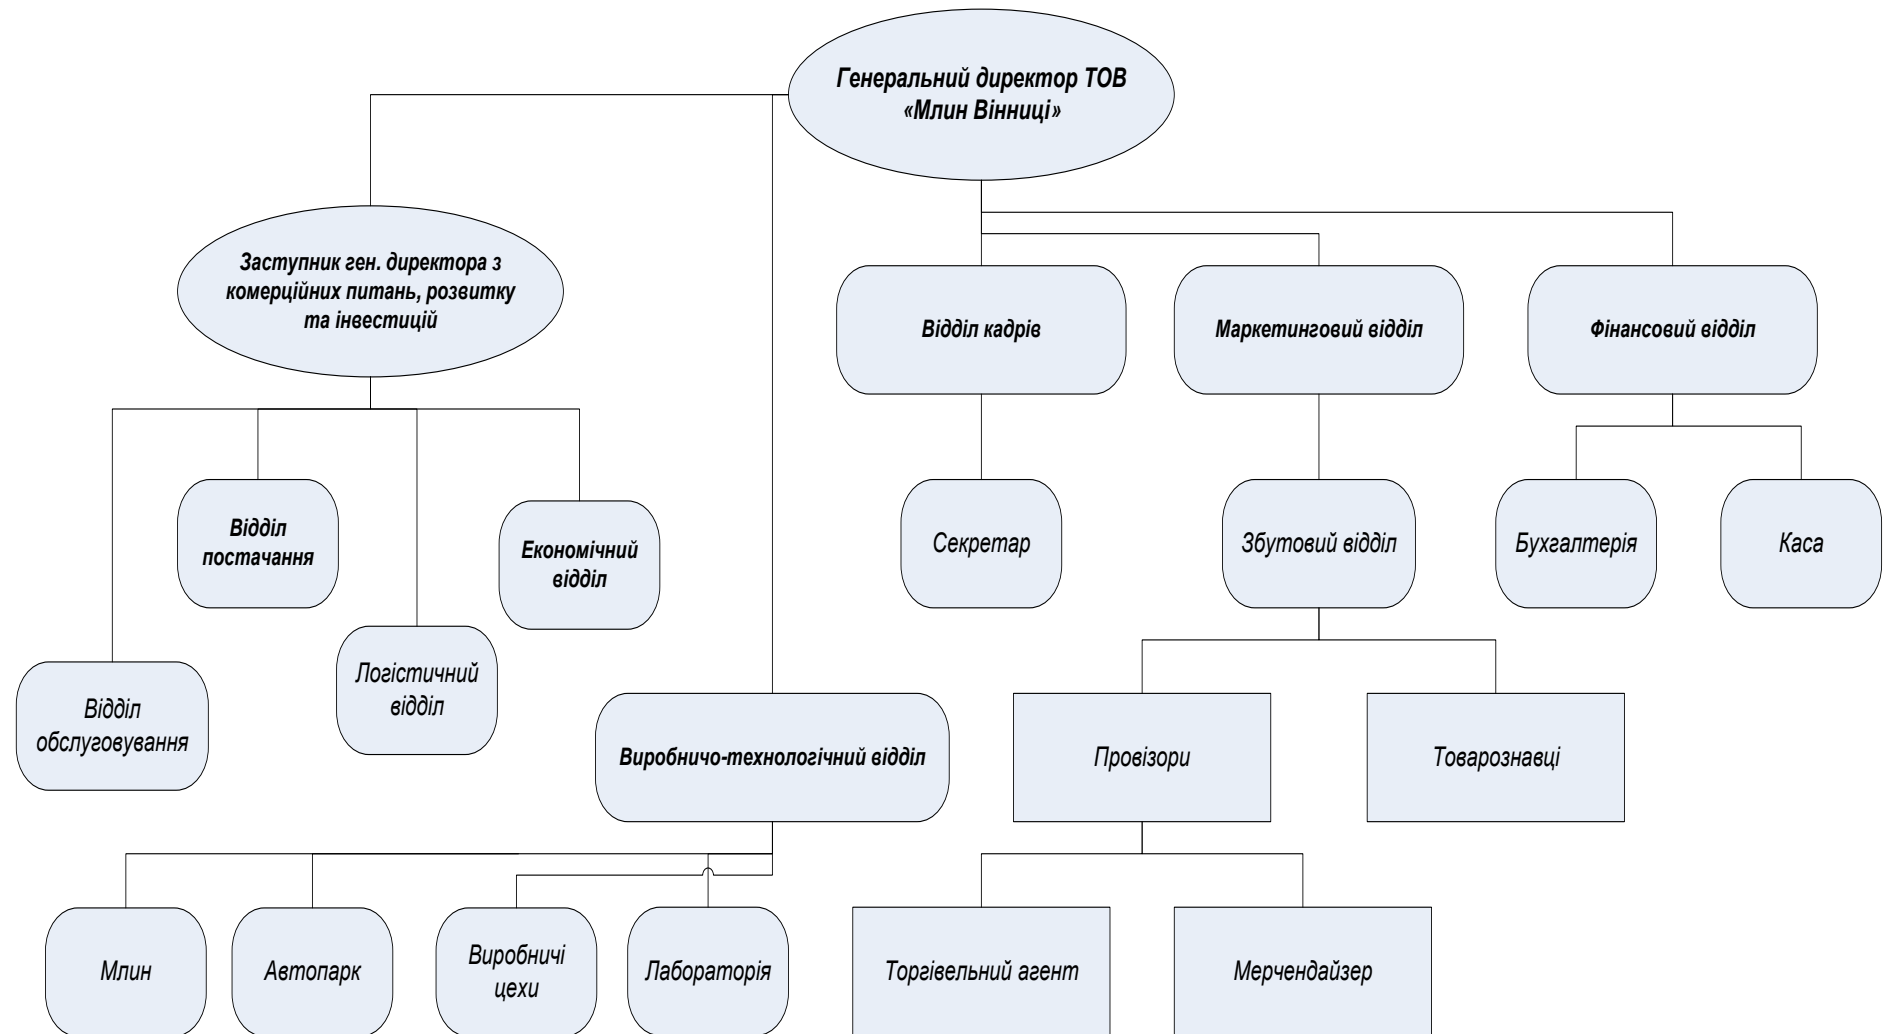 Генеральний директор ТОВ
«Млин Вінниці»
Заступник ген. директора з
комерційних питань, розвитку
та інвестицій
Відділ кадрів
Маркетинговий відділ
Фінансовий відділ
Відділ
постачання
Економічний
відділ
Секретар
Збутовий відділ
Бухгалтерія
Каса
Логістичний
відділ
Відділ
обслуговування
Виробничо-технологічний відділ
Провізори
Товарознавці
Млин
Автопарк
Виробничі
цехи
Лабораторія
Торгівельний агент
Мерчендайзер